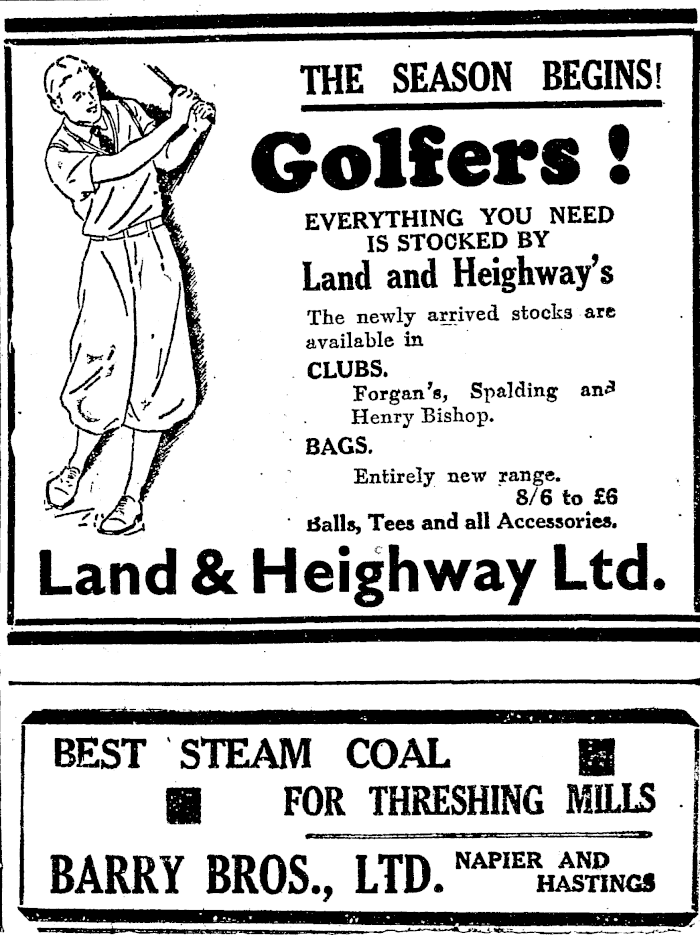 THE SEASON BEGINS!
Golfers!
EVERYTHING YOU NEED
IS STOCKED BY
Land and Heighway's
The newly arrived stocks are
available in
CLUBS.
Forgan's, Spalding and
Henry Bishop.
BAGS.
Entirely new range.
8/6 to £6
Balls, Tees and all Accessories.
Land & Heighway Ltd.
BEST STEAM COAL
FOR THRESHING MILLS
BARRY BROS., LTD. NAPIER AND
HASTINGS